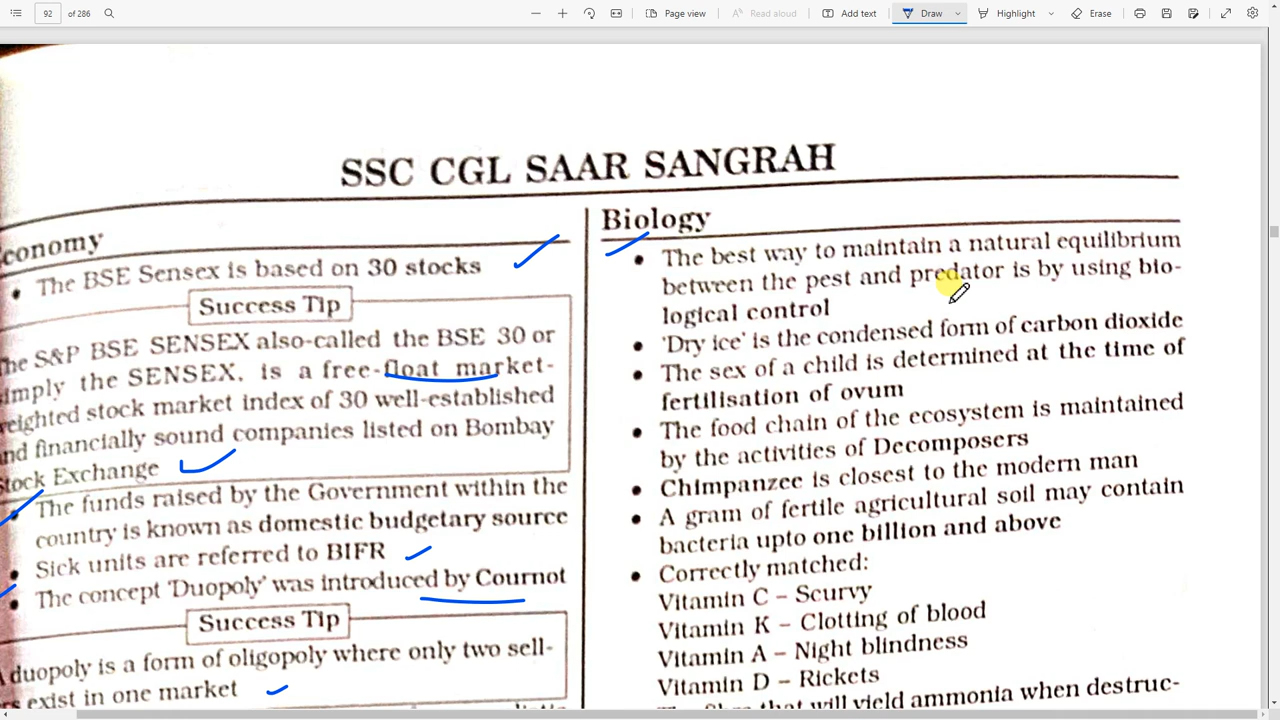 92 of 286
Page view
Read aloud
Add text
Draw
Highlight
Erase
SSC CGL SAAR SANGRAH
conomy
• The BSE Sensex is based on 30 stocks
Success Tip
The S&P BSE SENSEX also-called the BSE 30 or
simply the SENSEX, is a free-float market-
weighted stock market index of 30 well-established
and financially sound companies listed on Bombay
Stock Exchange
• The funds raised by the Government within the
country is known as domestic budgetary source
• Sick units are referred to BIFR
• The concept 'Duopoly' was introduced by Cournot
Success Tip
A duopoly is a form of oligopoly where only two sell-
ers exist in one market
Biology
• The best way to maintain a natural equilibrium
between the pest and predator is by using bio-
logical control
• 'Dry ice' is the condensed form of carbon dioxide
• The sex of a child is determined at the time of
fertilisation of ovum
• The food chain of the ecosystem is maintained
by the activities of Decomposers
• Chimpanzee is closest to the modern man
• A gram of fertile agricultural soil may contain
bacteria upto one billion and above
• Correctly matched:
Vitamin C – Scurvy
Vitamin K – Clotting of blood
Vitamin A – Night blindness
Vitamin D – Rickets
that will yield ammonia when destruc-